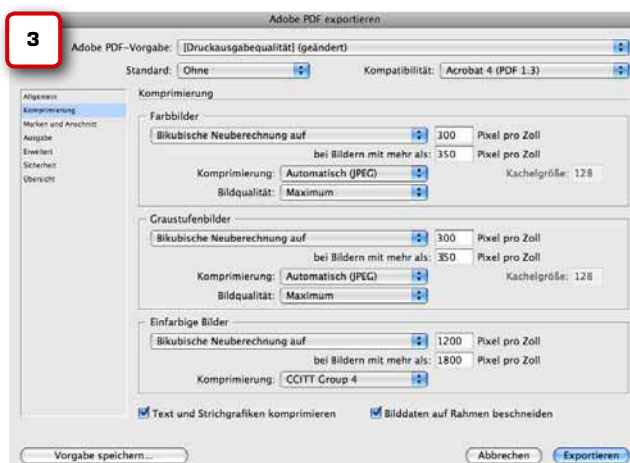 Adobe PDF exportieren
3
Adobe PDF-Vorgabe: [Druckausgabequalität] (geändert)
Standard: Ohne Kompatibilität: Acrobat 4 (PDF 1.3)
Allgemein
Komprimierung
Marken und Anschnitt
Ausgabe
Erweitert
Sicherheit
Übersicht
Komprimierung
Farbbilder
Bikubische Neuberechnung auf 300 Pixel pro Zoll
bei Bildern mit mehr als: 350 Pixel pro Zoll
Komprimierung: Automatisch (JPEG) Kachelgröße: 128
Bildqualität: Maximum
Graustufenbilder
Bikubische Neuberechnung auf 300 Pixel pro Zoll
bei Bildern mit mehr als: 350 Pixel pro Zoll
Komprimierung: Automatisch (JPEG) Kachelgröße: 128
Bildqualität: Maximum
Einfarbige Bilder
Bikubische Neuberechnung auf 1200 Pixel pro Zoll
bei Bildern mit mehr als: 1800 Pixel pro Zoll
Komprimierung: CCITT Group 4
Text und Strichgrafiken komprimieren Bilddaten auf Rahmen beschneiden
Vorgabe speichern... Abbrechen Exportieren